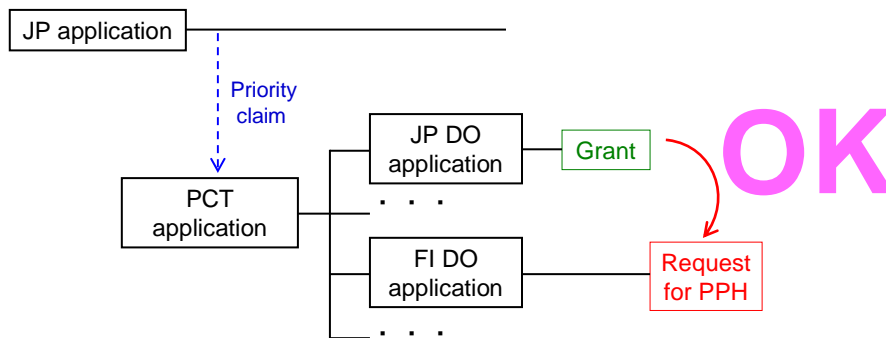 JP application
Priority
claim
JP DO
application
Grant
OK
PCT
application
. . .
FI DO
application
Request
for PPH
. . .